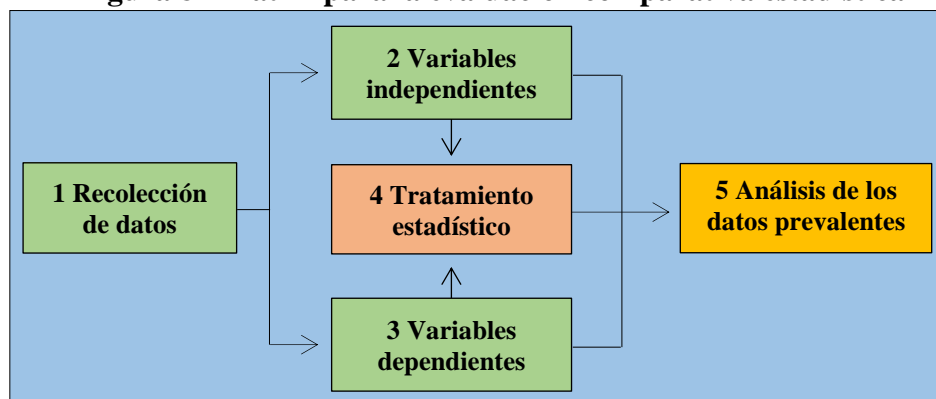 2 Variables
independientes
1 Recolección
de datos
4 Tratamiento
estadístico
5 Análisis de los
datos prevalentes
3 Variables
dependientes